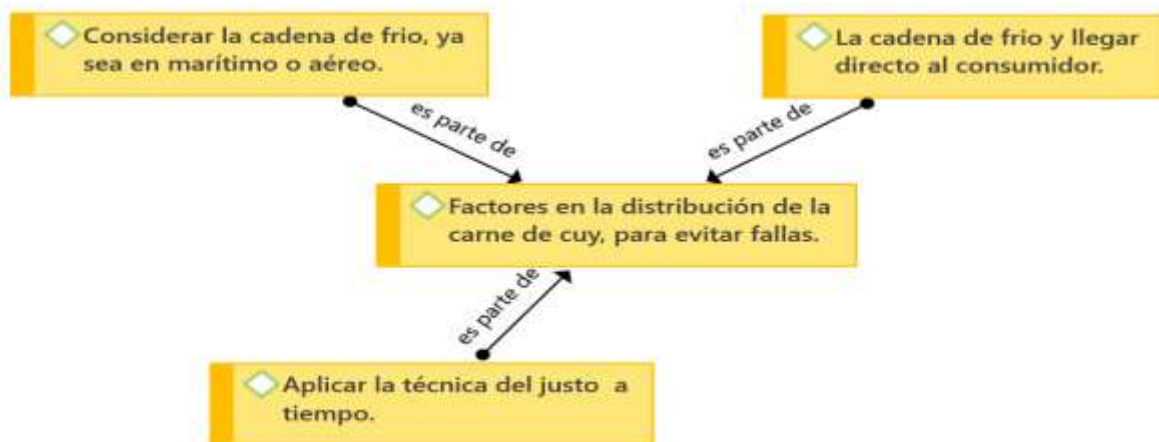 Considerar la cadena de frio, ya
sea en marítimo o aéreo.
La cadena de frio y llegar
directo al consumidor.
es parte de
es parte de
Factores en la distribución de la
carne de cuy, para evitar fallas.
es parte de
Aplicar la técnica del justo a
tiempo.